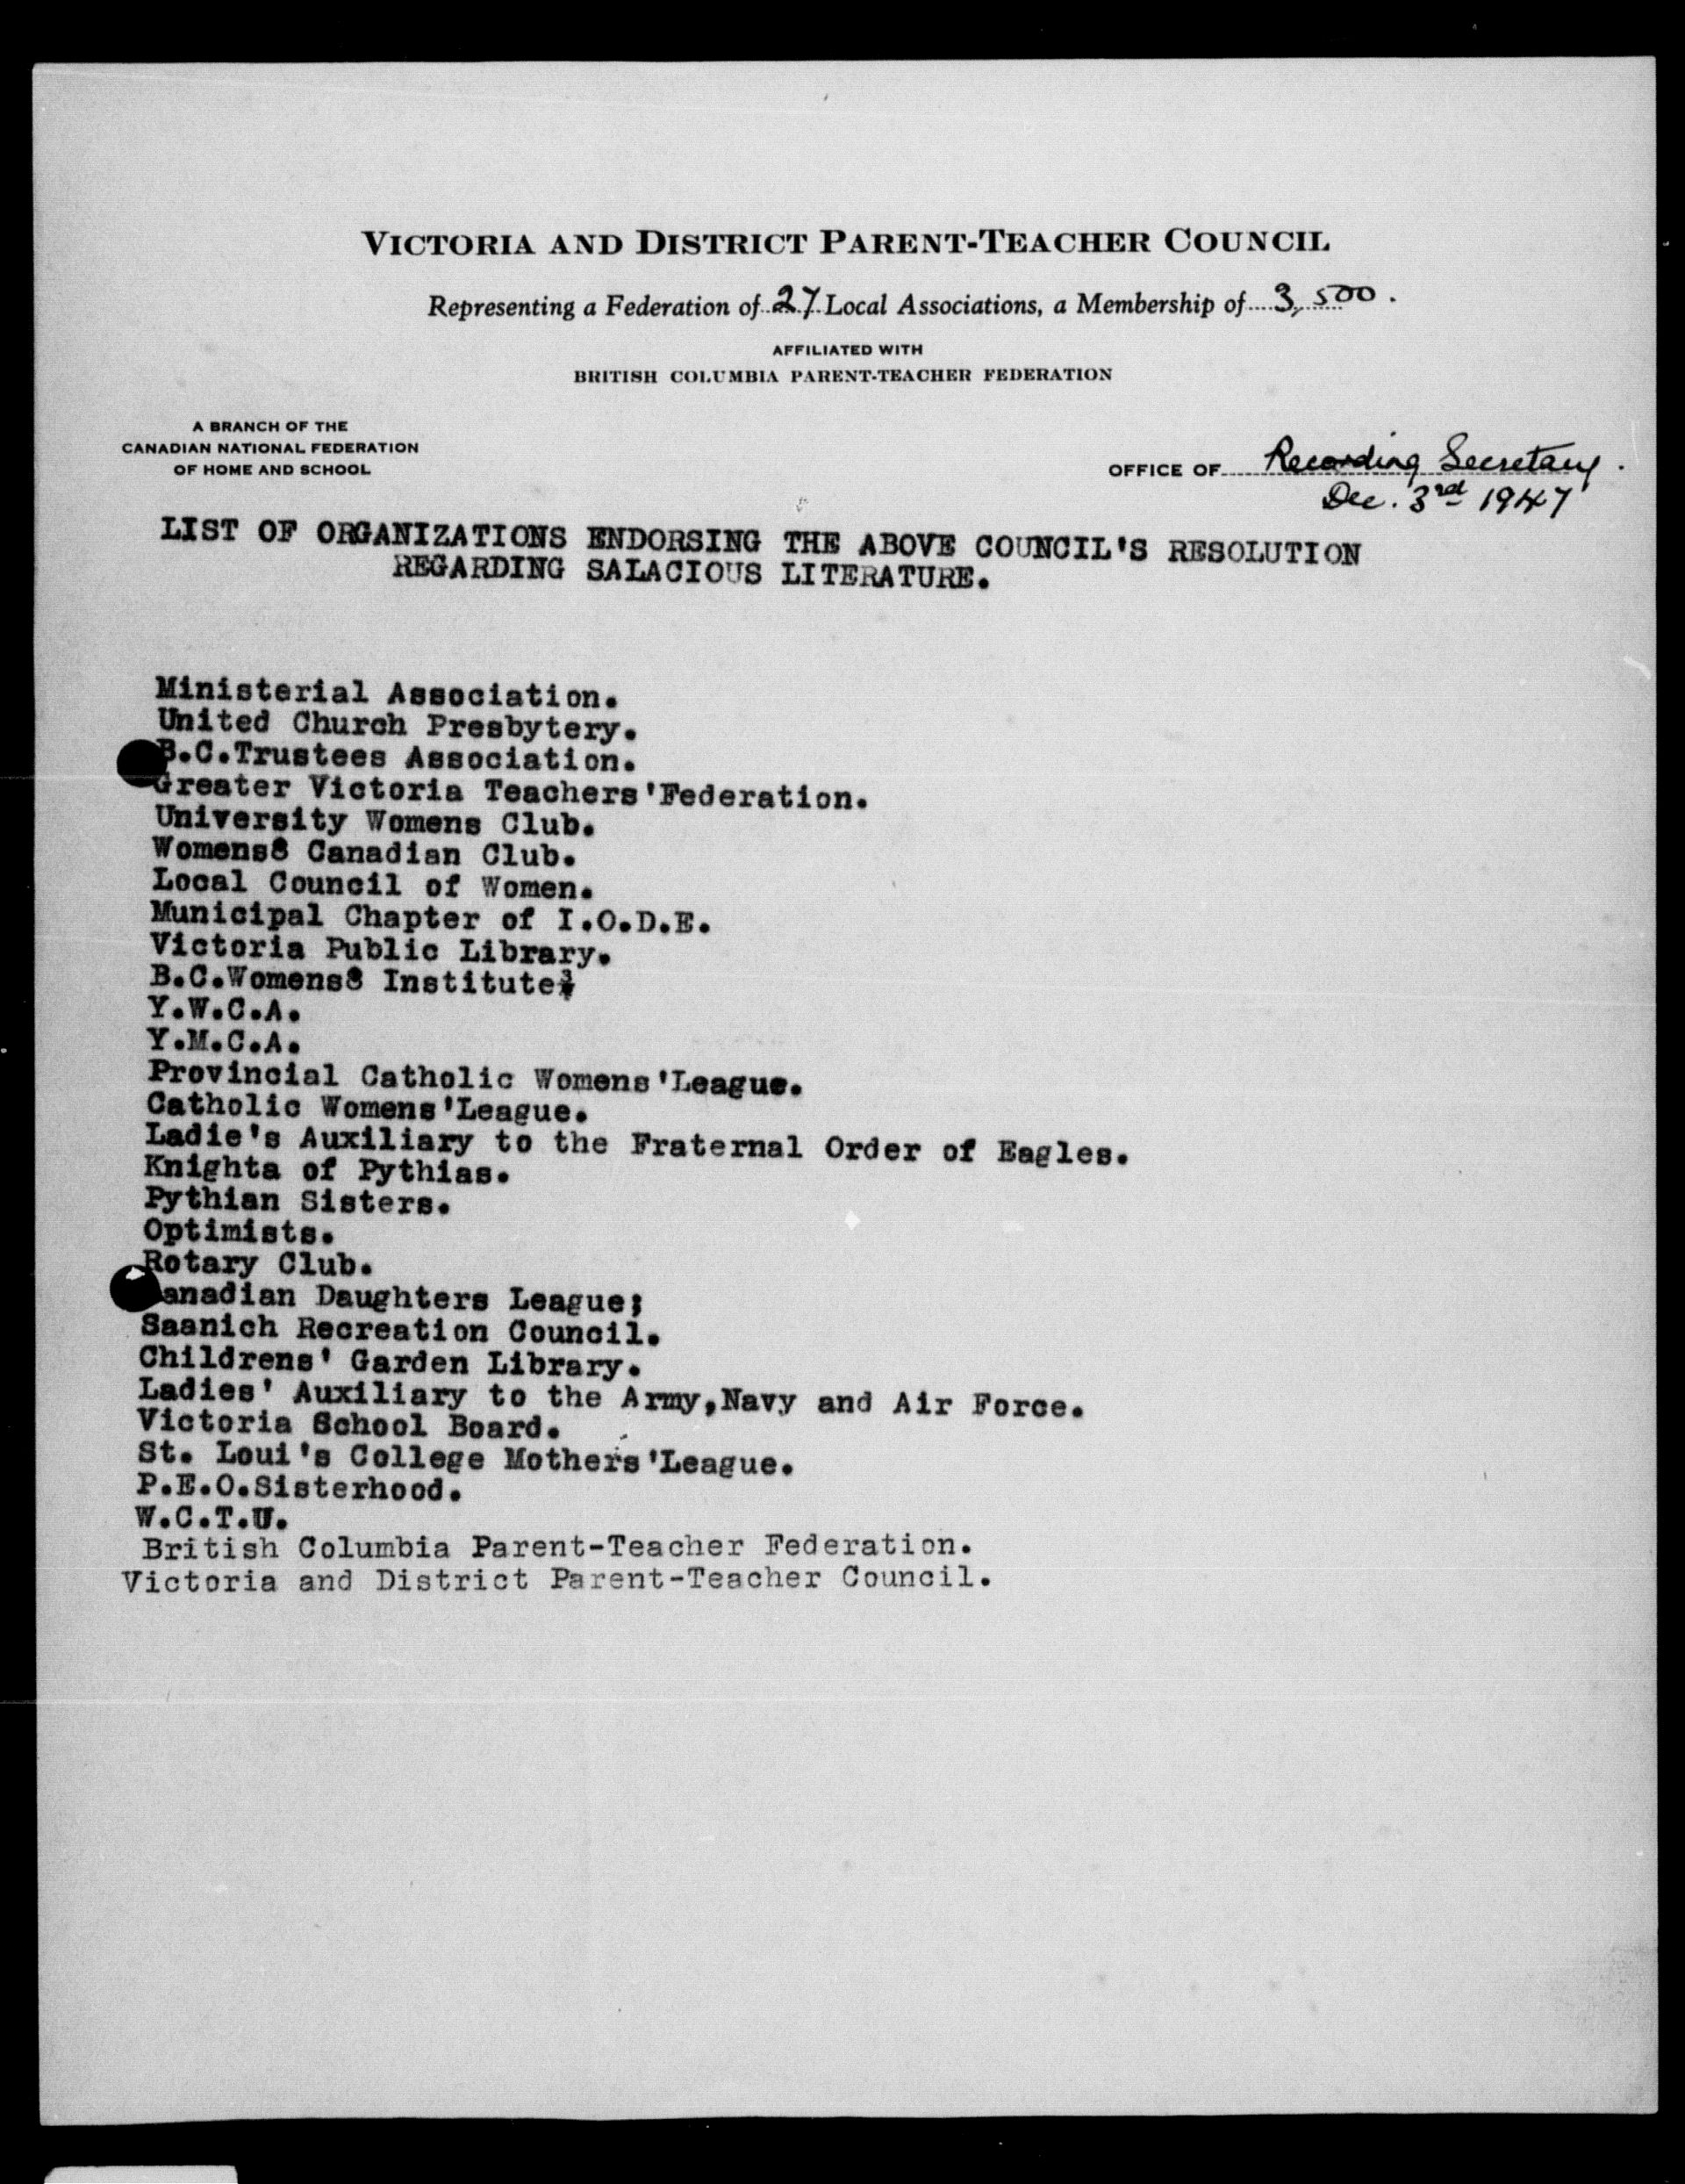 VICTORIA AND DISTRICT PARENT-TEACHER COUNCIL
Representing a Federation of 27 Local Associations, a Membership of 3,500.
AFFILIATED WITH
BRITISH COLUMBIA PARENT-TEACHER FEDERATION
A BRANCH OF THE
CANADIAN NATIONAL FEDERATION
OF HOME AND SCHOOL
OFFICE OF Recording Secretary.
Dec. 3rd 1947
LIST OF ORGANIZATIONS ENDORSING THE ABOVE COUNCIL'S RESOLUTION
REGARDING SALACIOUS LITERATURE.
Ministerial Association.
United Church Presbytery.
B.C.Trustees Association.
Greater Victoria Teachers'Federation.
University Womens Club.
Womens8 Canadian Club.
Local Council of Women.
Municipal Chapter of I.O.D.E.
Victoria Public Library.
B.C.Womens8 Institute
Y.W.C.A.
Y.M.C.A.
Provincial Catholic Womens'League.
Catholic Womens'League.
Ladie's Auxiliary to the Fraternal Order of Eagles.
Knighta of Pythias.
Pythian Sisters.
Optimists.
Rotary Club.
anadian Daughters League;
Saanich Recreation Council.
Childrens' Garden Library.
Ladies' Auxiliary to the Army,Navy and Air Force.
Victoria School Board.
St. Loui's College Mothers'League.
P.E.O.Sisterhood.
W.C.T.U.
British Columbia Parent-Teacher Federation.
Victoria and District Parent-Teacher Council.